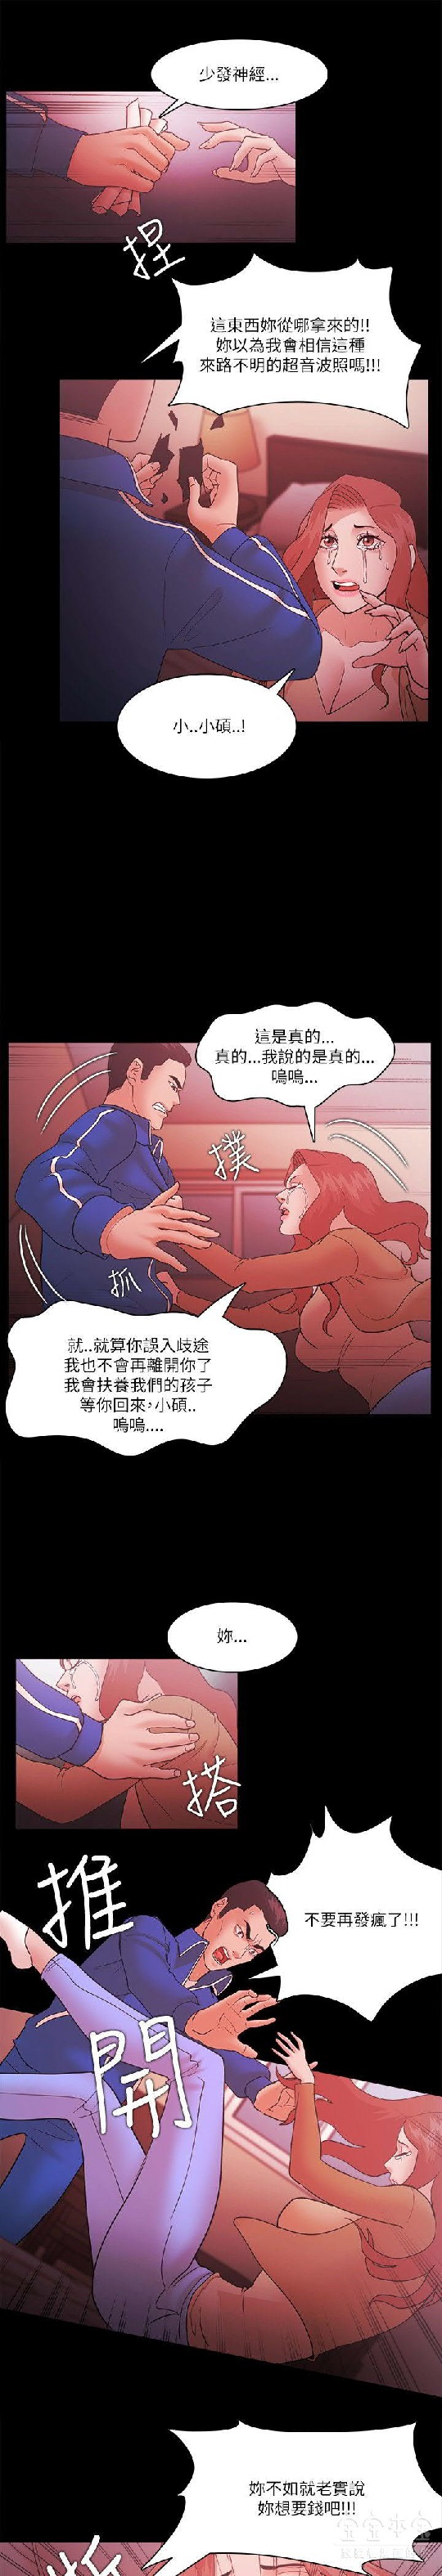 少發神經...
捏
這東西妳從哪拿來的!!
妳以為我會相信這種
來路不明的超音波照嗎!!!
小..小碩..!
這是真的...
真的...我說的是真的...
嗚嗚...
撲
抓
就..就算你誤入歧途
我也不會再離開你了
我會扶養我們的孩子
等你回來,小碩..
嗚嗚....
妳...
搭
推
開
不要再發瘋了!!!
妳不如就老實說
妳想要錢吧!!!